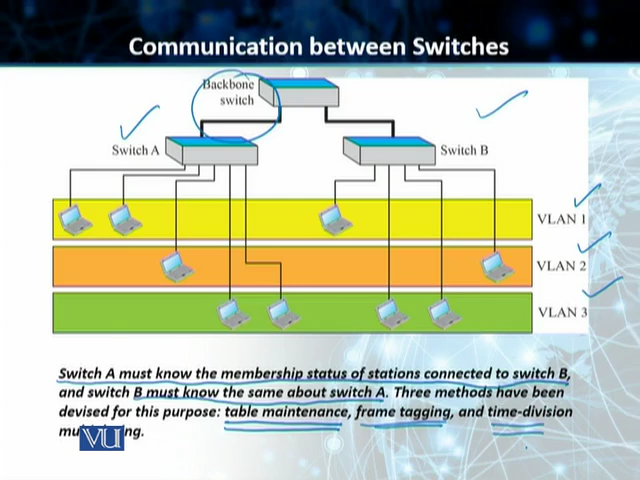 Communication between Switches
Backbone
switch
Switch A
Switch B
VLAN 1
VLAN 2
VLAN 3
Switch A must know the membership status of stations connected to switch B,
and switch B must know the same about switch A. Three methods have been
devised for this purpose: table maintenance, frame tagging, and time-division
VU